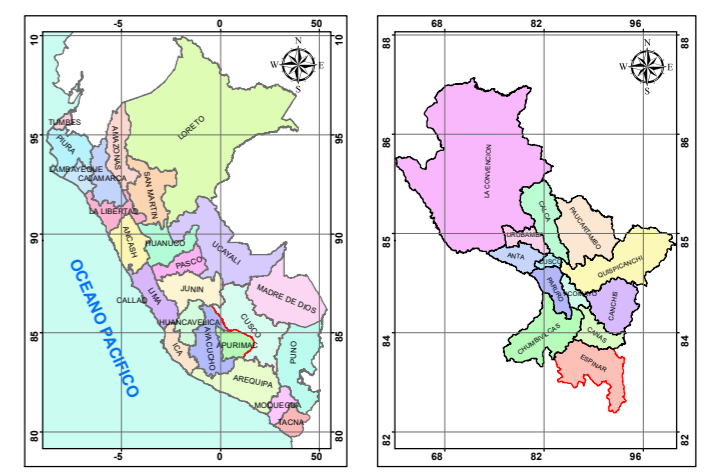 -5 0 50
10 10
N
W E
S
TUMBES
PIURA
AMAZONAS
LORETO
95 95
LAMBAYEQUE
CAJAMARCA
SAN MARTIN
LA LIBERTAD
ANCASH
HUANUCO
90 90
UCAYALI
PASCO
OCEANO PACIFICO
LIMA
JUNIN
MADRE DE DIOS
CALLAO
HUANCAVELICA
CUSCO
85 85
ICA
AYACUCHO
APURIMAC
PUNO
AREQUIPA
MOQUEGUA
TACNA
80 80
-5 0 50
68 82 96
88 88
N
W E
S
86 86
LA CONVENCION
CALCA
PAUCARTAMBO
URUBAMBA
85 85
ANTA
CUSCO
QUISPICANCHI
PARURO
CANCHIS
CHUMBIVILCAS
CANAS
84 84
ESPINAR
82 82
68 82 96